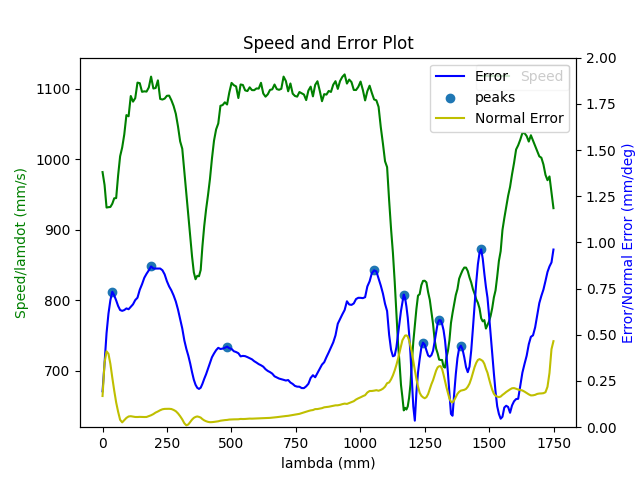 Speed and Error Plot
Error
Speed
peaks
Normal Error
1100
1000
900
800
700
2.00
1.75
1.50
1.25
1.00
0.75
0.50
0.25
0.00
0 250 500 750 1000 1250 1500 1750
lambda (mm)
Speed/lamdot (mm/s)
Error/Normal Error (mm/deg)